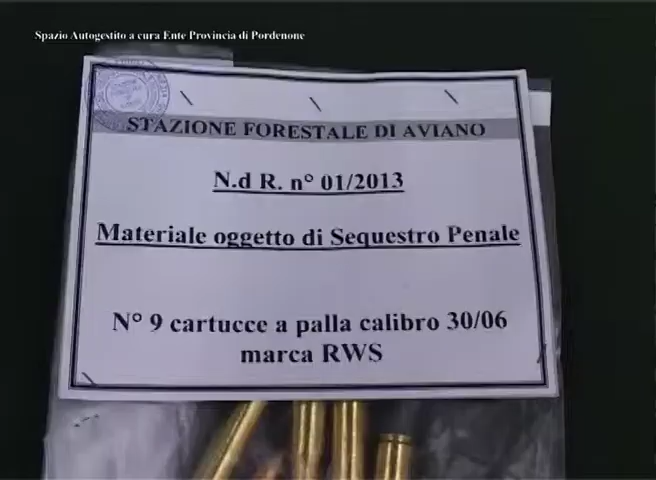 Spazio Autogestito a cura Ente Provincia di Pordenone
STAZIONE FORESTALE DI AVIANO
N.d R. n° 01/2013
Materiale oggetto di Sequestro Penale
N° 9 cartucce a palla calibro 30/06
marca RWS